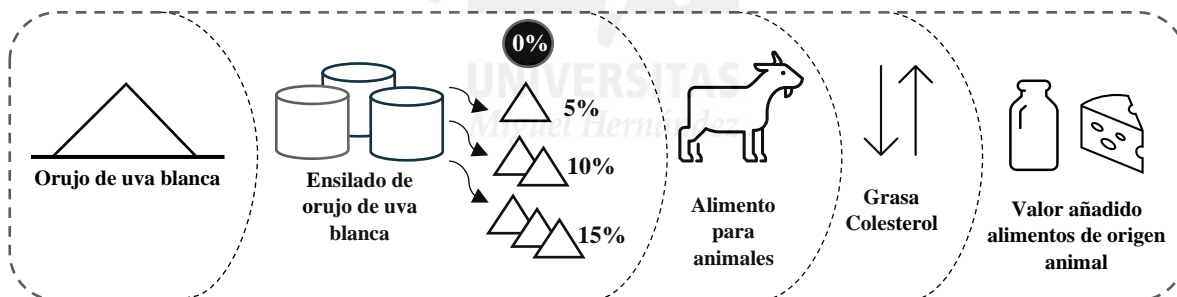 Orujo de uva blanca
Ensilado de
orujo de uva
blanca
0%
5%
10%
15%
UNIVERSITAS
Miguel Hernández
Alimento
para
animales
Grasa
Colesterol
Valor añadido
alimentos de origen
animal